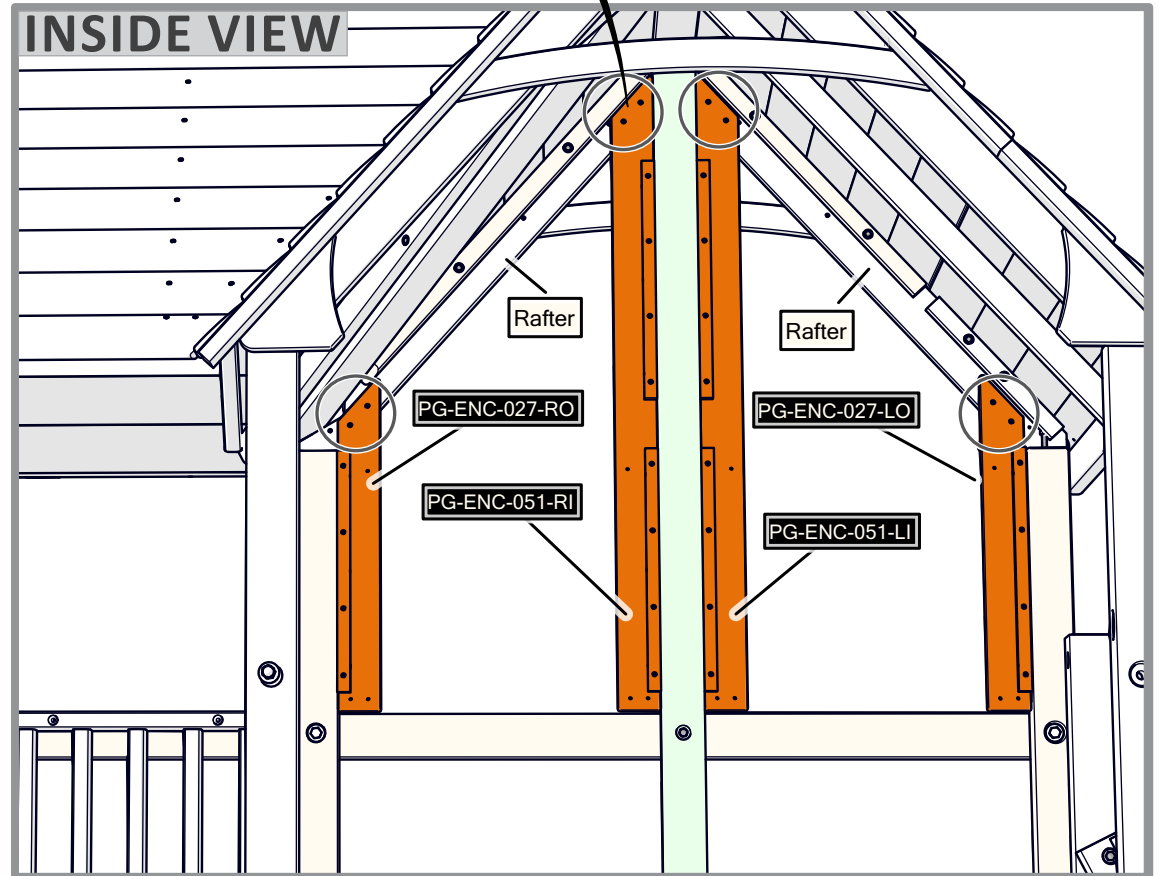 INSIDE VIEW
Rafter
Rafter
PG-ENC-027-RO
PG-ENC-027-LO
PG-ENC-051-RI
PG-ENC-051-LI